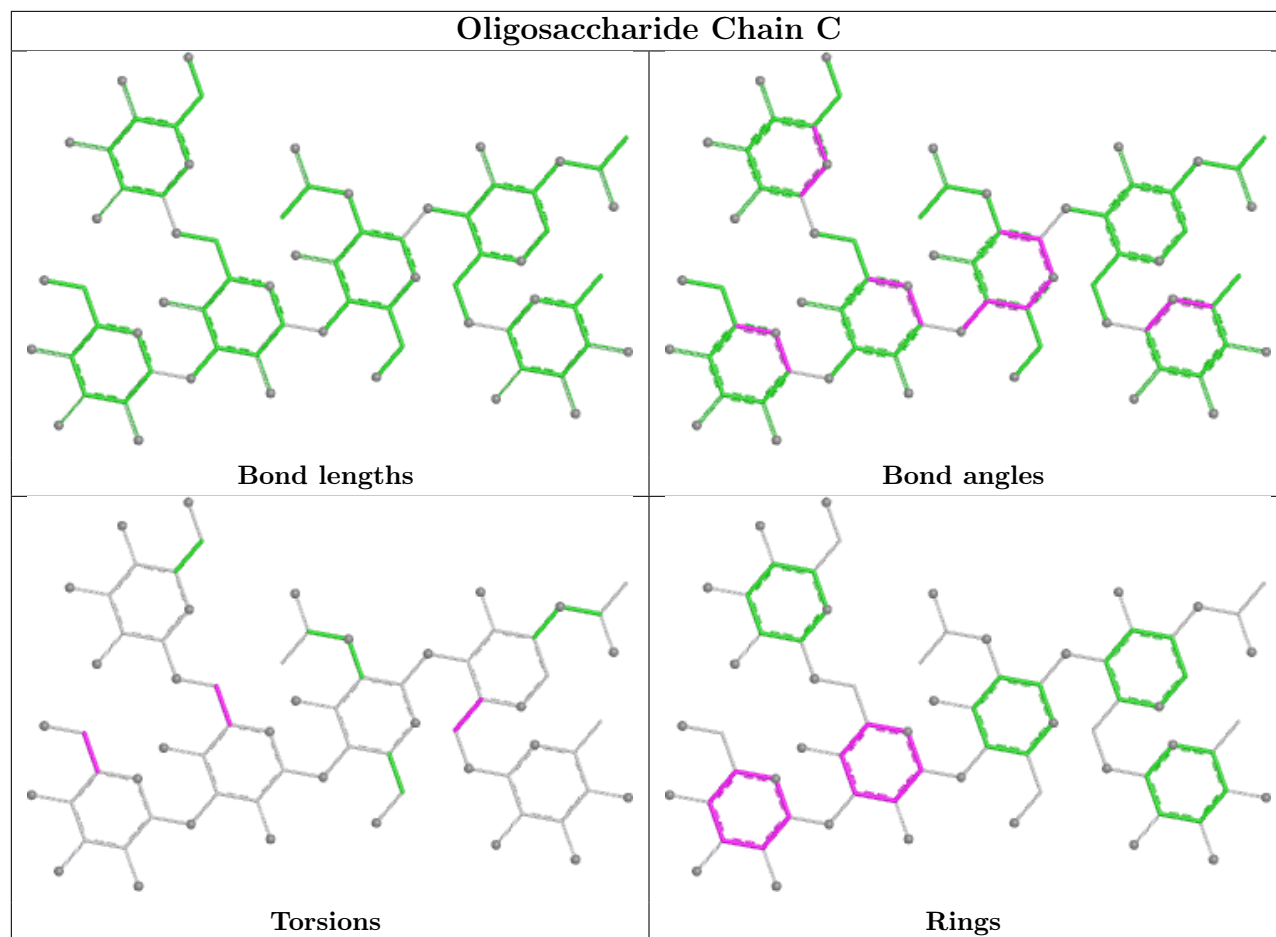 Oligosaccharide Chain C
Bond lengths
Bond angles
Torsions
Rings